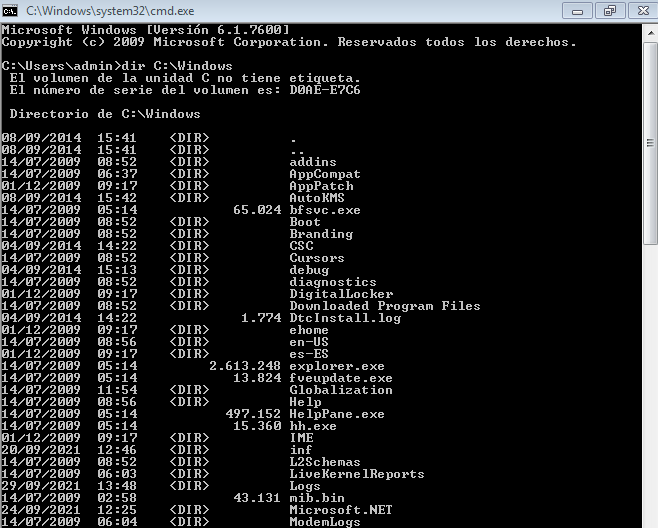 C:\Windows\system32\cmd.exe
Microsoft Windows [Versión 6.1.7600]
Copyright (c) 2009 Microsoft Corporation. Reservados todos los derechos.
C:\Users\admin>dir C:\Windows
El volumen de la unidad C no tiene etiqueta.
El número de serie del volumen es: D0AE-E7C6
Directorio de C:\Windows
08/09/2014  15:41    <DIR>          .
08/09/2014  15:41    <DIR>          ..
14/07/2009  08:52    <DIR>          addins
14/07/2009  06:37    <DIR>          AppCompat
01/12/2009  09:17    <DIR>          AppPatch
08/09/2014  15:42    <DIR>          AutoKMS
14/07/2009  05:14            65.024 bfsvc.exe
14/07/2009  08:52    <DIR>          Boot
14/07/2009  08:52    <DIR>          Branding
04/09/2014  14:22    <DIR>          CSC
14/07/2009  08:52    <DIR>          Cursors
04/09/2014  15:13    <DIR>          debug
14/07/2009  08:52    <DIR>          diagnostics
01/12/2009  09:17    <DIR>          DigitalLocker
14/07/2009  08:52    <DIR>          Downloaded Program Files
04/09/2014  14:22             1.774 DtcInstall.log
01/12/2009  09:17    <DIR>          ehome
14/07/2009  08:56    <DIR>          en-US
01/12/2009  09:17    <DIR>          es-ES
14/07/2009  05:14         2.613.248 explorer.exe
14/07/2009  05:14            13.824 fveupdate.exe
14/07/2009  11:54    <DIR>          Globalization
14/07/2009  08:56    <DIR>          Help
14/07/2009  05:14           497.152 HelpPane.exe
14/07/2009  05:14            15.360 hh.exe
01/12/2009  09:17    <DIR>          IME
20/09/2021  12:46    <DIR>          inf
14/07/2009  08:52    <DIR>          L2Schemas
14/07/2009  06:03    <DIR>          LiveKernelReports
29/09/2021  13:48    <DIR>          Logs
14/07/2009  02:58            43.131 mib.bin
24/09/2021  12:25    <DIR>          Microsoft.NET
14/07/2009  06:04    <DIR>          ModemLogs